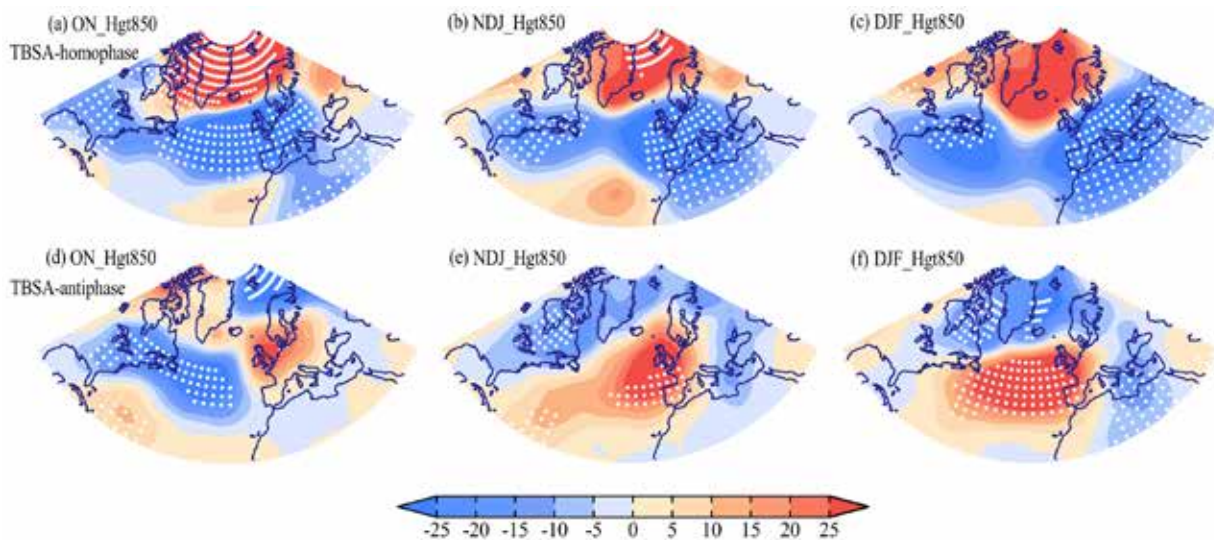 (a) ON_Hgt850 (b) NDJ_Hgt850 (c) DJF_Hgt850
TBSA-homophase
(d) ON_Hgt850 (e) NDJ_Hgt850 (f) DJF_Hgt850
TBSA-antiphase
-25 -20 -10 -5 0 5 10 15 20 25